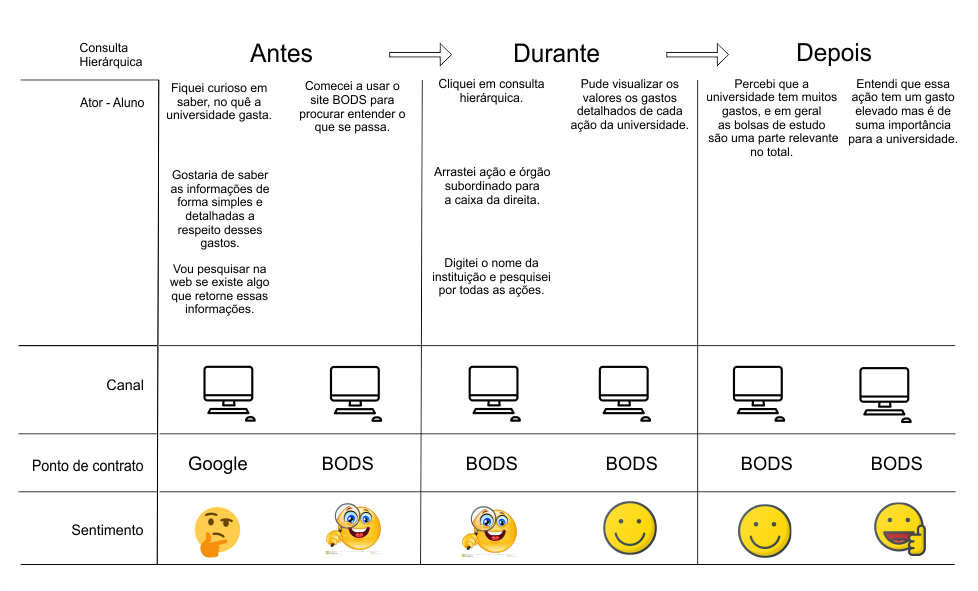 Consulta
Hierárquica
Antes
Durante
Depois
Ator - Aluno
Fiquei curioso em
saber, no quê a
universidade gasta.
Gostaria de saber
as informações de
forma simples e
detalhadas a
respeito desses
gastos.
Vou pesquisar na
web se existe algo
que retorne essas
informações.
Comecei a usar o
site BODS para
procurar entender o
que se passa.
Cliquei em consulta
hierárquica.
Arrastei ação e órgão
subordinado para
a caixa da direita.
Digitei o nome da
instituição e pesquisei
por todas as ações.
Pude visualizar os
valores os gastos
detalhados de cada
ação da universidade.
Percebi que a
universidade tem muitos
gastos, e em geral
as bolsas de estudo
são uma parte relevante
no total.
Entendi que essa
ação tem um gasto
elevado mas é de
suma importância
para a universidade.
Canal
Ponto de contrato
Google
BODS
BODS
BODS
BODS
BODS
Sentimento